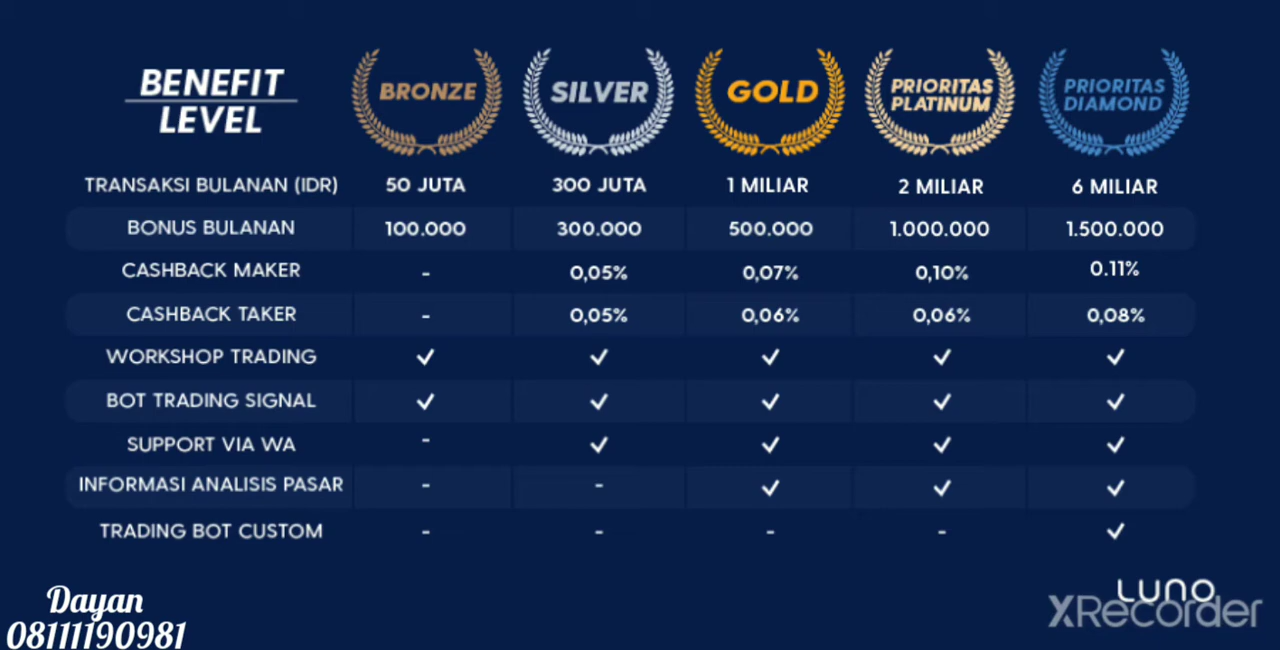 BENEFIT
LEVEL
BRONZE
SILVER
GOLD
PRIORITAS
PLATINUM
PRIORITAS
DIAMOND
TRANSAKSI BULANAN (IDR) 50 JUTA 300 JUTA 1 MILIAR 2 MILIAR 6 MILIAR
BONUS BULANAN 100.000 300.000 500.000 1.000.000 1.500.000
CASHBACK MAKER - 0,05% 0,07% 0,10% 0.11%
CASHBACK TAKER - 0,05% 0,06% 0,06% 0,08%
WORKSHOP TRADING ✓ ✓ ✓ ✓ ✓
BOT TRADING SIGNAL ✓ ✓ ✓ ✓ ✓
SUPPORT VIA WA - ✓ ✓ ✓ ✓
INFORMASI ANALISIS PASAR - - ✓ ✓ ✓
TRADING BOT CUSTOM - - - - ✓
Dayan
08111190981
LUNO
XRecorder